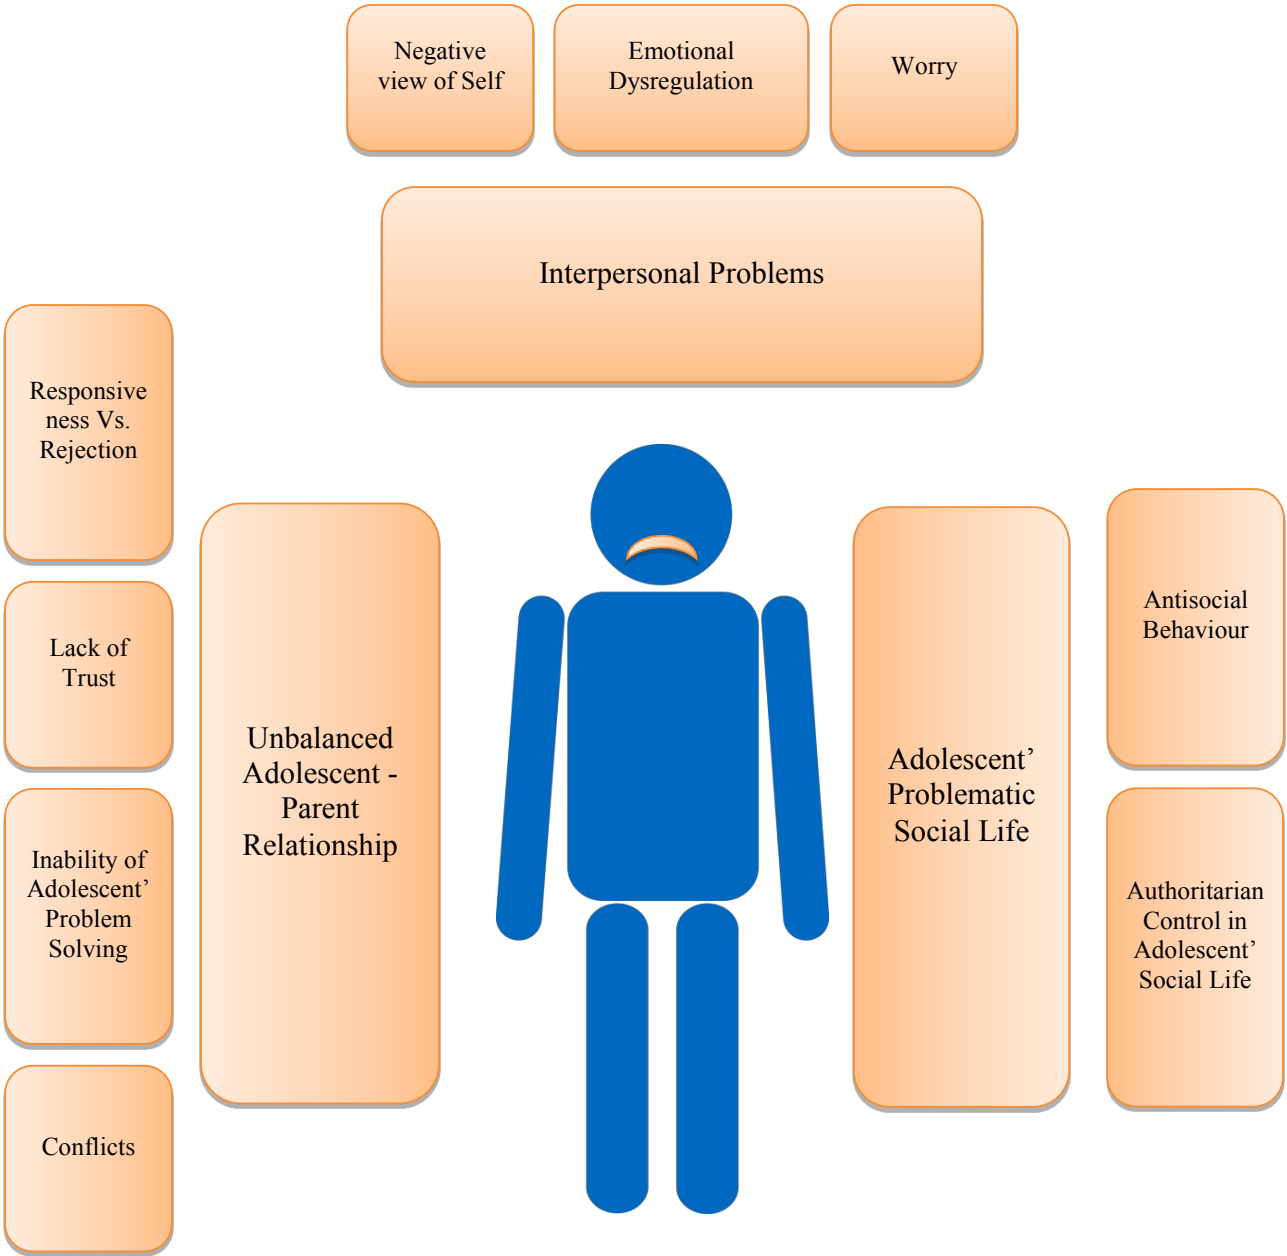 Negative
view of Self
Emotional
Dysregulation
Worry
Interpersonal Problems
Responsive
ness Vs.
Rejection
Lack of
Trust
Inability of
Adolescent’
Problem
Solving
Conflicts
Unbalanced
Adolescent -
Parent
Relationship
Adolescent’
Problematic
Social Life
Antisocial
Behaviour
Authoritarian
Control in
Adolescent’
Social Life